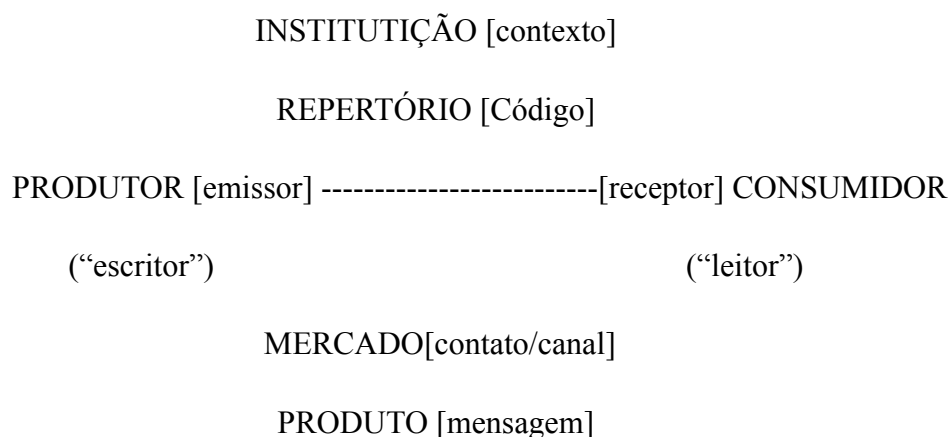 INSTITUTIÇÃO [contexto]
REPERTÓRIO [Código]
PRODUTOR [emissor] --------------------------[receptor] CONSUMIDOR
(“escritor”) (“leitor”)
MERCADO[contato/canal]
PRODUTO [mensagem]